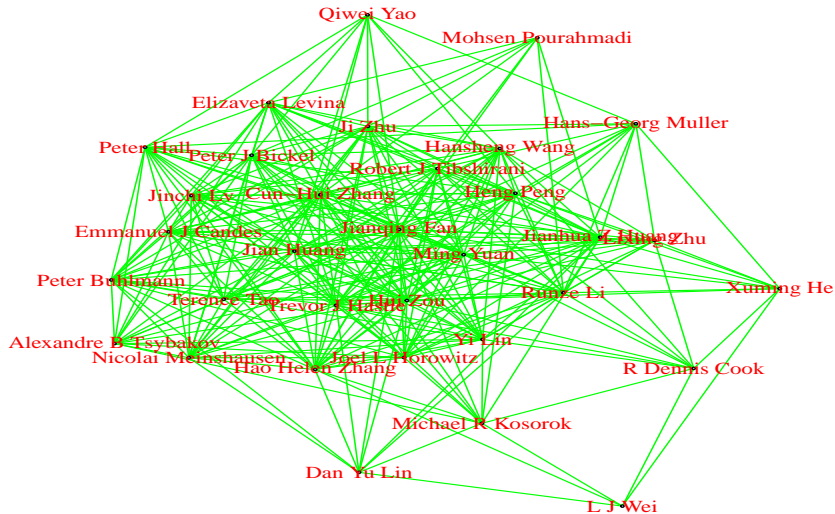 Qiwei Yao
Mohsen Pourahmadi
Elizaveta Levina
Ji Zhu
Hans-Georg Muller
Peter Hall
Peter J Bickel
Hansheng Wang
Robert J Tibshirani
Jinchi Lv
Cun-Hui Zhang
Heng Peng
Emmanuel J Candes
Jianqing Fan
Jianhua Z Huang
Zhu
Jian Huang
Ming Yuan
Peter Buhlmann
Terence Tao
Trevor J Hastie
Hui Zou
Runze Li
Xuming He
Alexandre B Tsybakov
Nicolai Meinshausen
Joel L Horowitz
Yi Lin
Hao Helen Zhang
R Dennis Cook
Michael R Kosorok
Dan Yu Lin
L J Wei